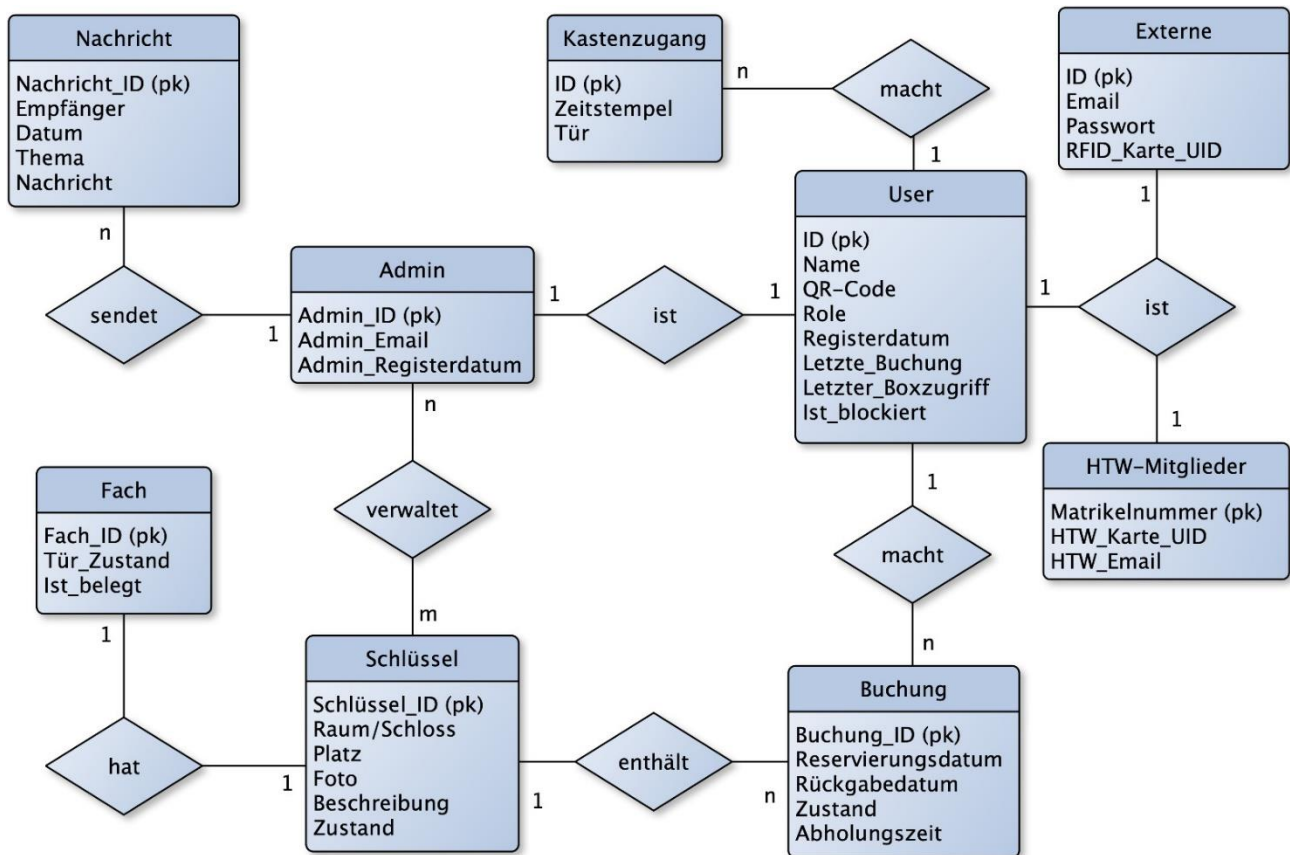 Nachricht
Nachricht_ID (pk)
Empfänger
Datum
Thema
Nachricht
Kastenzugang
ID (pk)
Zeitstempel
Tür
n
macht
1
Externe
ID (pk)
Email
Passwort
RFID_Karte_UID
1
n
sendet
1
Admin
Admin_ID (pk)
Admin_Email
Admin_Registerdatum
1
ist
1
User
ID (pk)
Name
QR-Code
Role
Registerdatum
Letzte_Buchung
Letzter_Boxzugriff
Ist_blockiert
1
ist
1
HTW-Mitglieder
Matrikelnummer (pk)
HTW_Karte_UID
HTW_Email
n
verwaltet
m
1
macht
n
Fach
Fach_ID (pk)
Tür_Zustand
Ist_belegt
1
hat
1
Schlüssel
Schlüssel_ID (pk)
Raum/Schloss
Platz
Foto
Beschreibung
Zustand
1
enthält
n
Buchung
Buchung_ID (pk)
Reservierungsdatum
Rückgabedatum
Zustand
Abholungszeit